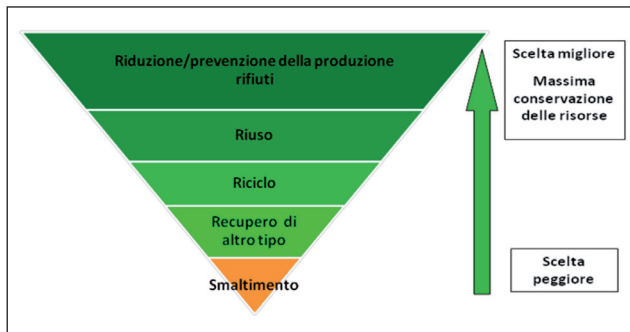 Riduzione/prevenzione della produzione
rifiuti
Riuso
Riciclo
Recupero di
altro tipo
Smaltimento
Scelta migliore
Massima
conservazione
delle risorse
Scelta
peggiore